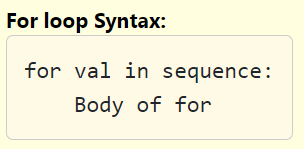 For loop Syntax:
for val in sequence:
    Body of for